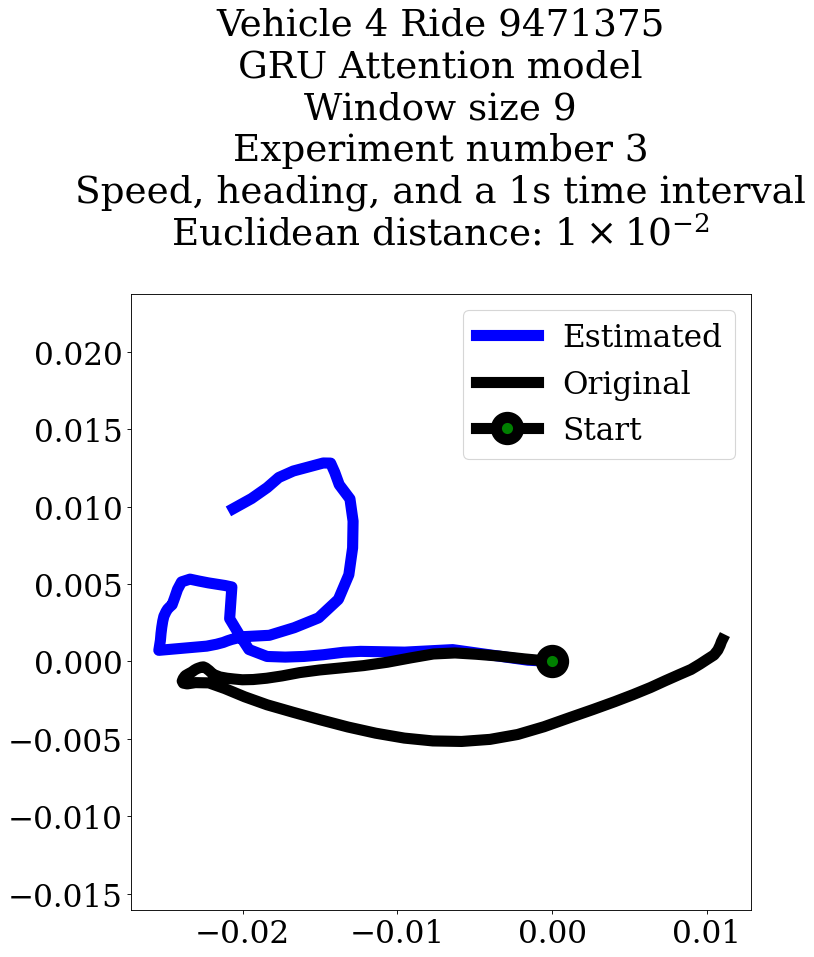 Vehicle 4 Ride 9471375
GRU Attention model
Window size 9
Experiment number 3
Speed, heading, and a 1s time interval
Euclidean distance: 1 × 10⁻²
Estimated
Original
Start
0.020
0.015
0.010
0.005
0.000
−0.005
−0.010
−0.015
−0.02
−0.01
0.00
0.01